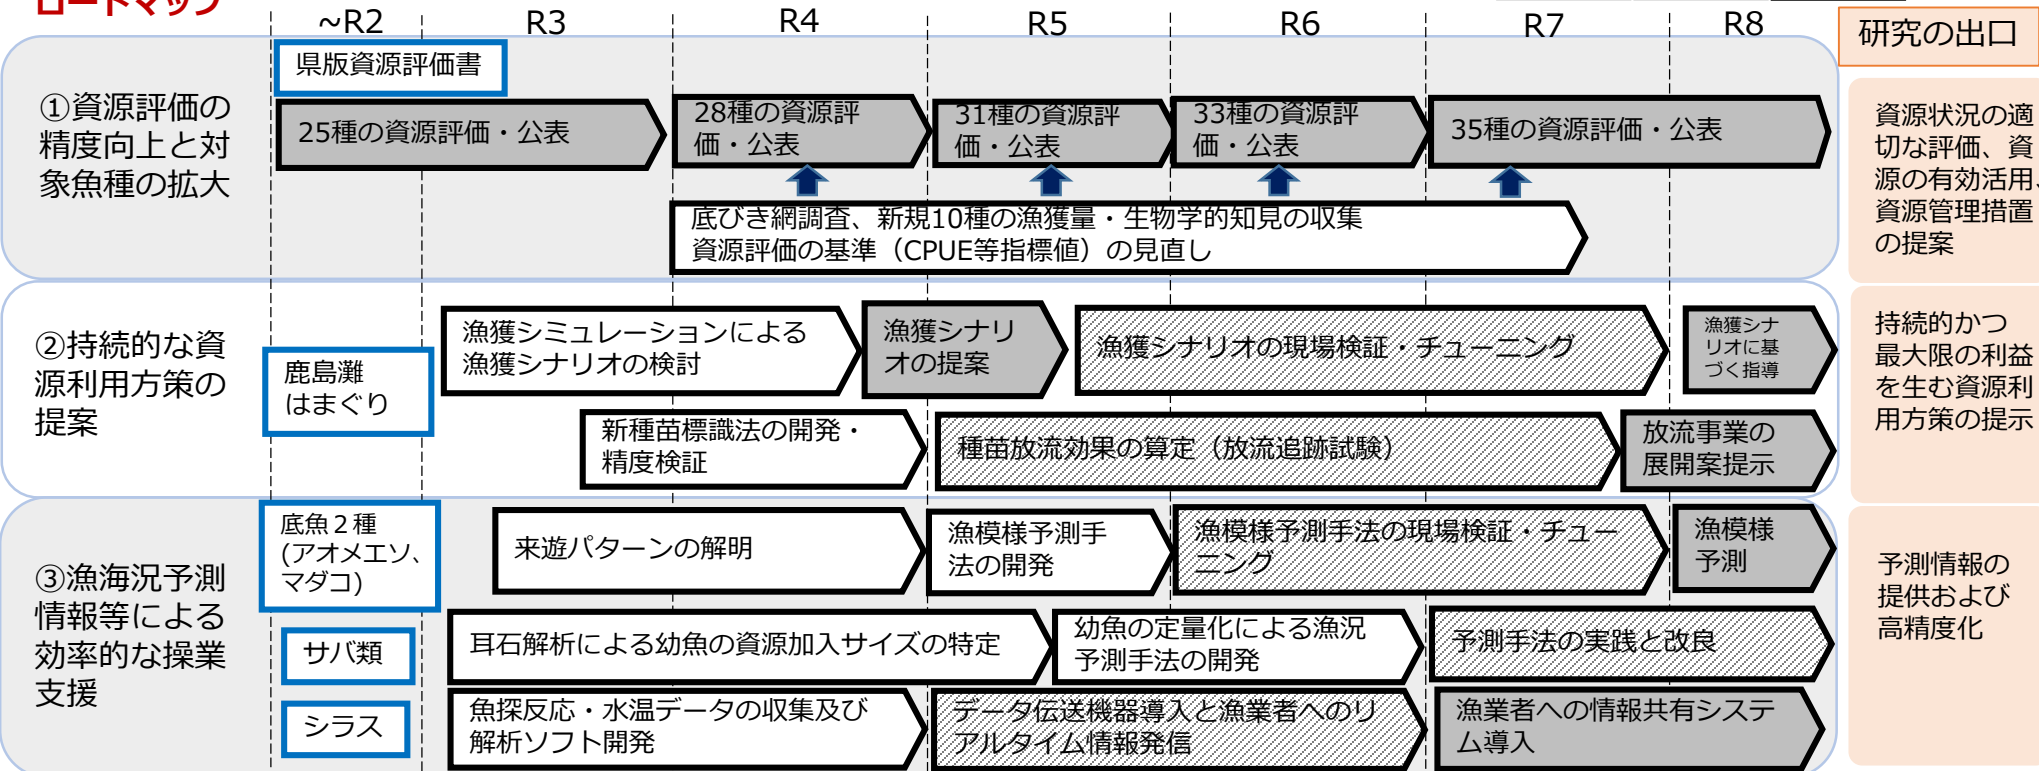 ロードマップ
~R2
R3
R4
R5
R6
R7
R8
研究の出口
県版資源評価書
①資源評価の
精度向上と対
象魚種の拡大
25種の資源評価・公表
28種の資源評
価・公表
31種の資源評
価・公表
33種の資源評
価・公表
35種の資源評価・公表
底びき網調査、新規10種の漁獲量・生物学的知見の収集
資源評価の基準（CPUE等指標値）の見直し
資源状況の適
切な評価、資
源の有効活用、
資源管理措置
の提案
②持続的な資
源利用方策の
提案
鹿島灘
はまぐり
漁獲シミュレーションによる
漁獲シナリオの検討
漁獲シナリ
オの提案
漁獲シナリオの現場検証・チューニング
漁獲シナ
リオに基
づく指導
新種苗標識法の開発・
精度検証
種苗放流効果の算定（放流追跡試験）
放流事業の
展開案提示
持続的かつ
最大限の利益
を生む資源利
用方策の提示
③漁海況予測
情報等による
効率的な操業
支援
底魚２種
(アオメエソ、
マダコ)
来遊パターンの解明
漁模様予測手
法の開発
漁模様予測手法の現場検証・チュー
ニング
漁模様
予測
サバ類
耳石解析による幼魚の資源加入サイズの特定
幼魚の定量化による漁況
予測手法の開発
予測手法の実践と改良
シラス
魚探反応・水温データの収集及び
解析ソフト開発
データ伝送機器導入と漁業者へのリ
アルタイム情報発信
漁業者への情報共有システ
ム導入
予測情報の
提供および
高精度化